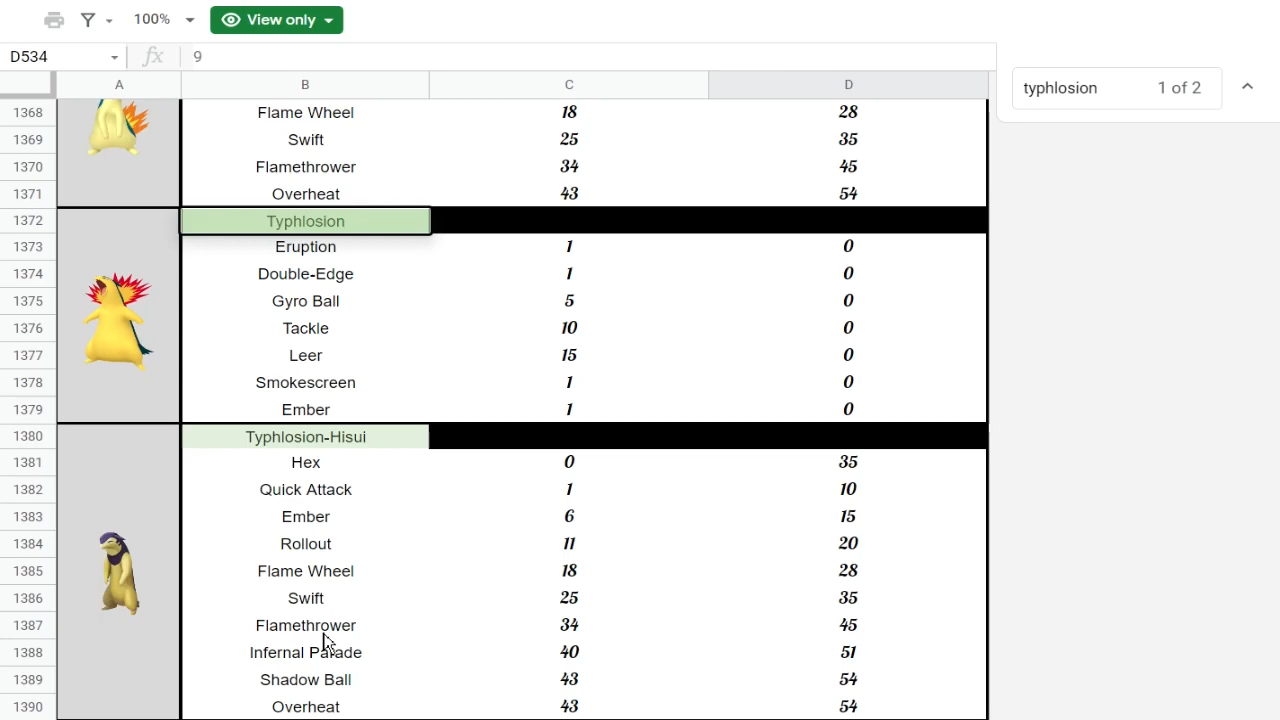 100% View only
D534 fx 9
typhlosion 1 of 2
A B C D
1368 Flame Wheel 18 28
1369 Swift 25 35
1370 Flamethrower 34 45
1371 Overheat 43 54
1372 Typhlosion
1373 Eruption 1 0
1374 Double-Edge 1 0
1375 Gyro Ball 5 0
1376 Tackle 10 0
1377 Leer 15 0
1378 Smokescreen 1 0
1379 Ember 1 0
1380 Typhlosion-Hisui
1381 Hex 0 35
1382 Quick Attack 1 10
1383 Ember 6 15
1384 Rollout 11 20
1385 Flame Wheel 18 28
1386 Swift 25 35
1387 Flamethrower 34 45
1388 Infernal Parade 40 51
1389 Shadow Ball 43 54
1390 Overheat 43 54